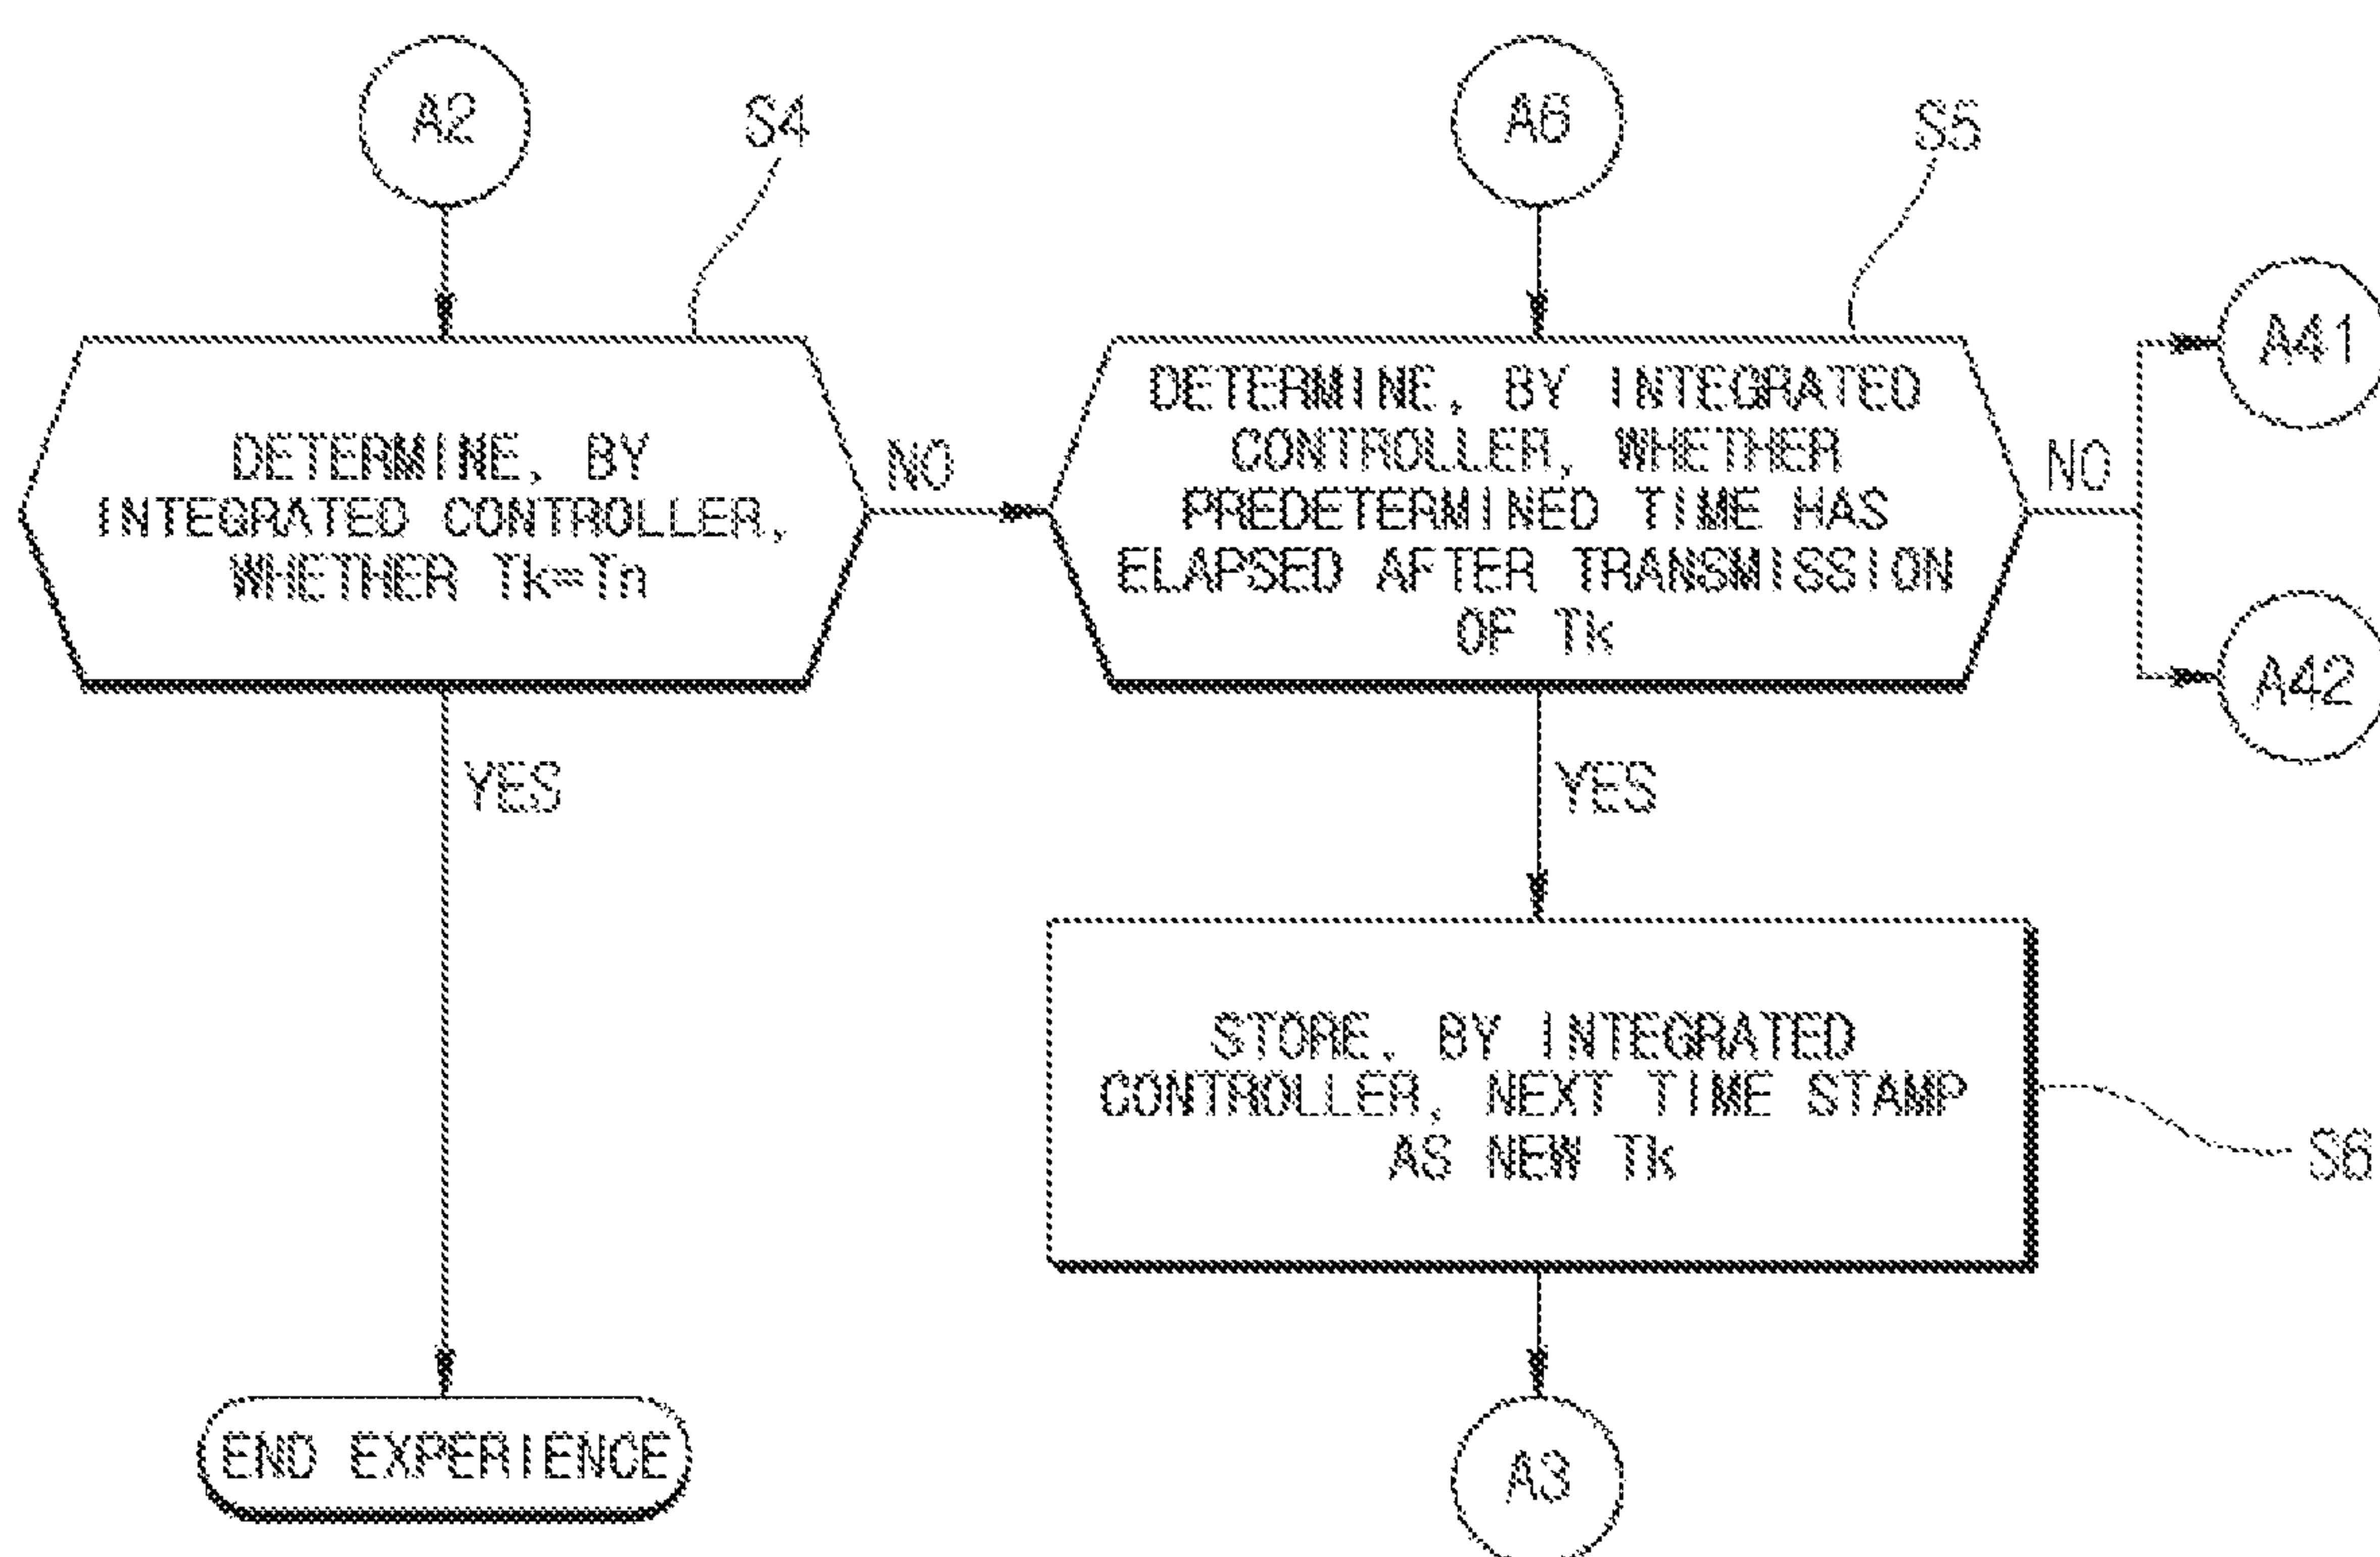 A2
S4
DETERMINE, BY
INTEGRATED CONTROLLER,
WHETHER Tk=Tn
NO
YES
END EXPERIENCE
A6
S5
DETERMINE, BY INTEGRATED
CONTROLLER, WHETHER
PREDETERMINED TIME HAS
ELAPSED AFTER TRANSMISSION
OF Tk
NO
A41
A42
YES
STORE, BY INTEGRATED
CONTROLLER, NEXT TIME STAMP
AS NEW Tk
S6
A3